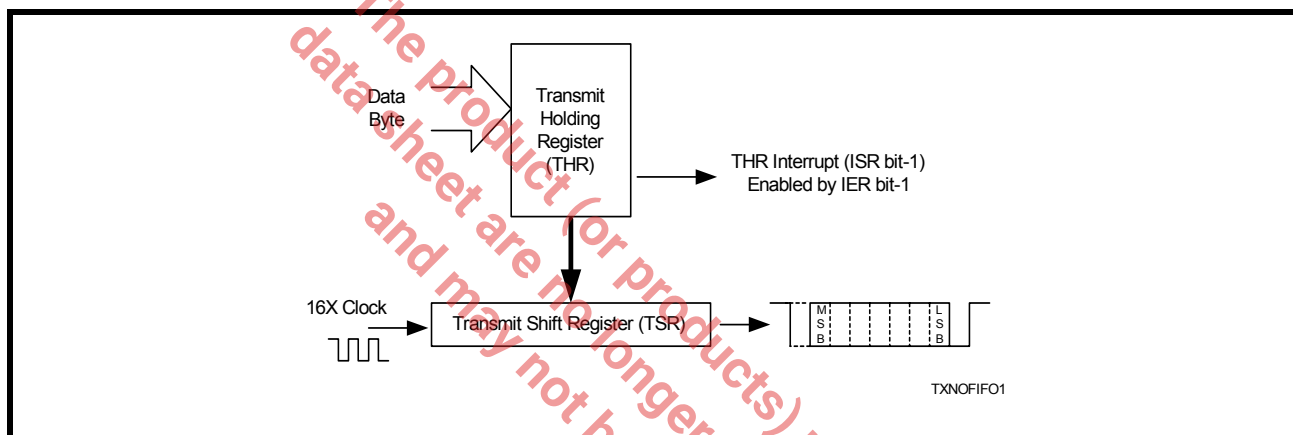 The product (or products)
data sheet are no longer
and may not b
Data
Byte
Transmit
Holding
Register
(THR)
THR Interrupt (ISR bit-1)
Enabled by IER bit-1
16X Clock
Transmit Shift Register (TSR)
M
S
B
L
S
B
TXNOFIFO1